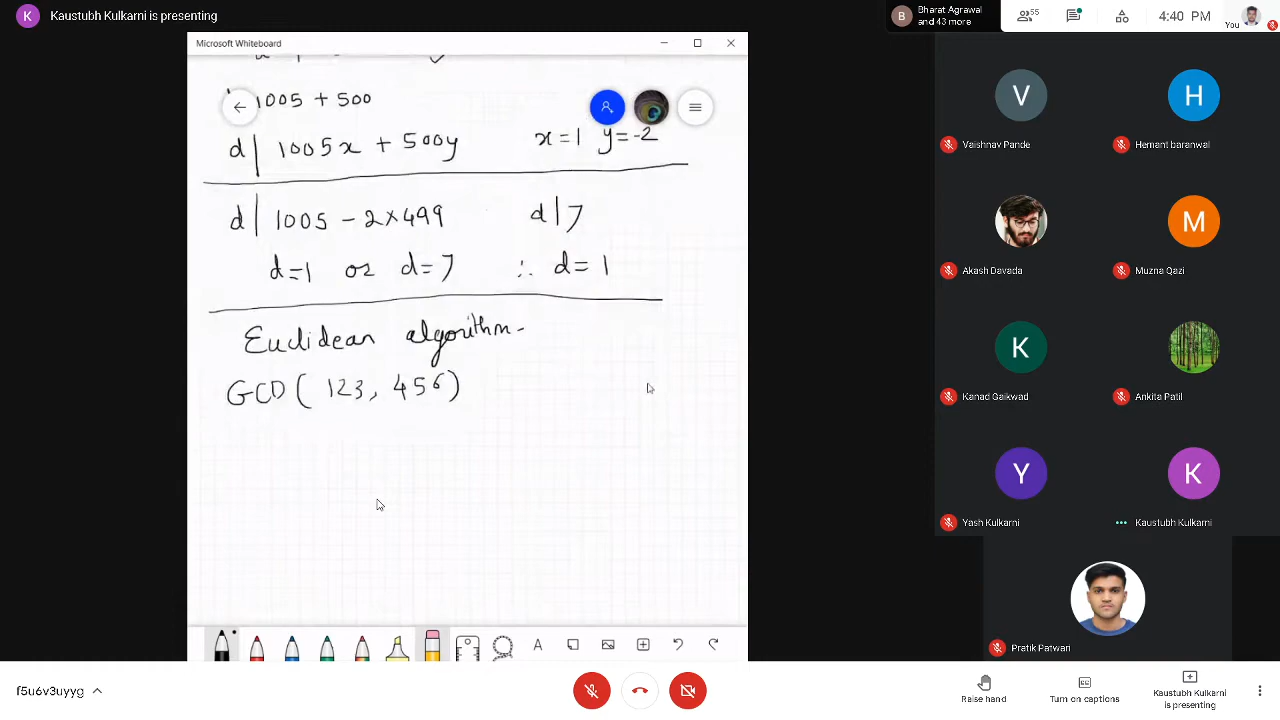 K Kaustubh Kulkarni is presenting
B Bharat Agrawal
and 43 more
55
4:40 PM
You
Microsoft Whiteboard
1005 + 500
d | 1005x + 500y x=1 y=-2
d | 1005 - 2×499 d | 7
d=1 or d=7 ∴ d=1
Euclidean algorithm-
GCD( 123, 456)
A
V
Vaishnav Pande
H
Hemant baranwal
Akash Davada
M
Muzna Qazi
K
Kanad Gaikwad
Ankita Patil
Y
Yash Kulkarni
K
Kaustubh Kulkarni
Pratik Patwari
f5u6v3uyyg
Raise hand
Turn on captions
Kaustubh Kulkarni
is presenting